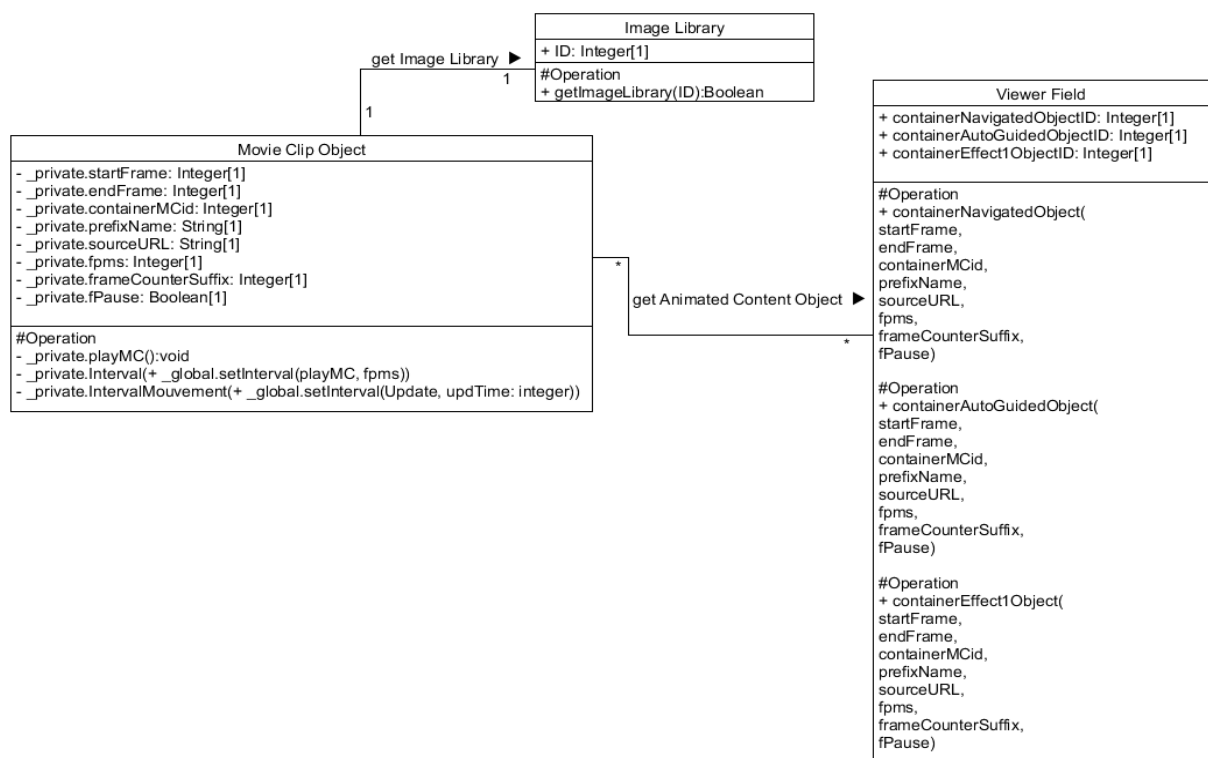 Image Library
+ ID: Integer[1]
#Operation
+ getImageLibrary(ID):Boolean
get Image Library ▶
1
1
Movie Clip Object
- _private.startFrame: Integer[1]
- _private.endFrame: Integer[1]
- _private.containerMCid: Integer[1]
- _private.prefixName: String[1]
- _private.sourceURL: String[1]
- _private.fpms: Integer[1]
- _private.frameCounterSuffix: Integer[1]
- _private.fPause: Boolean[1]
#Operation
- _private.playMC():void
- _private.Interval(+ _global.setInterval(playMC, fpms))
- _private.IntervalMouvement(+ _global.setInterval(Update, updTime: integer))
*
get Animated Content Object ▶
*
Viewer Field
+ containerNavigatedObjectID: Integer[1]
+ containerAutoGuidedObjectID: Integer[1]
+ containerEffect1ObjectID: Integer[1]
#Operation
+ containerNavigatedObject(
startFrame,
endFrame,
containerMCid,
prefixName,
sourceURL,
fpms,
frameCounterSuffix,
fPause)
#Operation
+ containerAutoGuidedObject(
startFrame,
endFrame,
containerMCid,
prefixName,
sourceURL,
fpms,
frameCounterSuffix,
fPause)
#Operation
+ containerEffect1Object(
startFrame,
endFrame,
containerMCid,
prefixName,
sourceURL,
fpms,
frameCounterSuffix,
fPause)